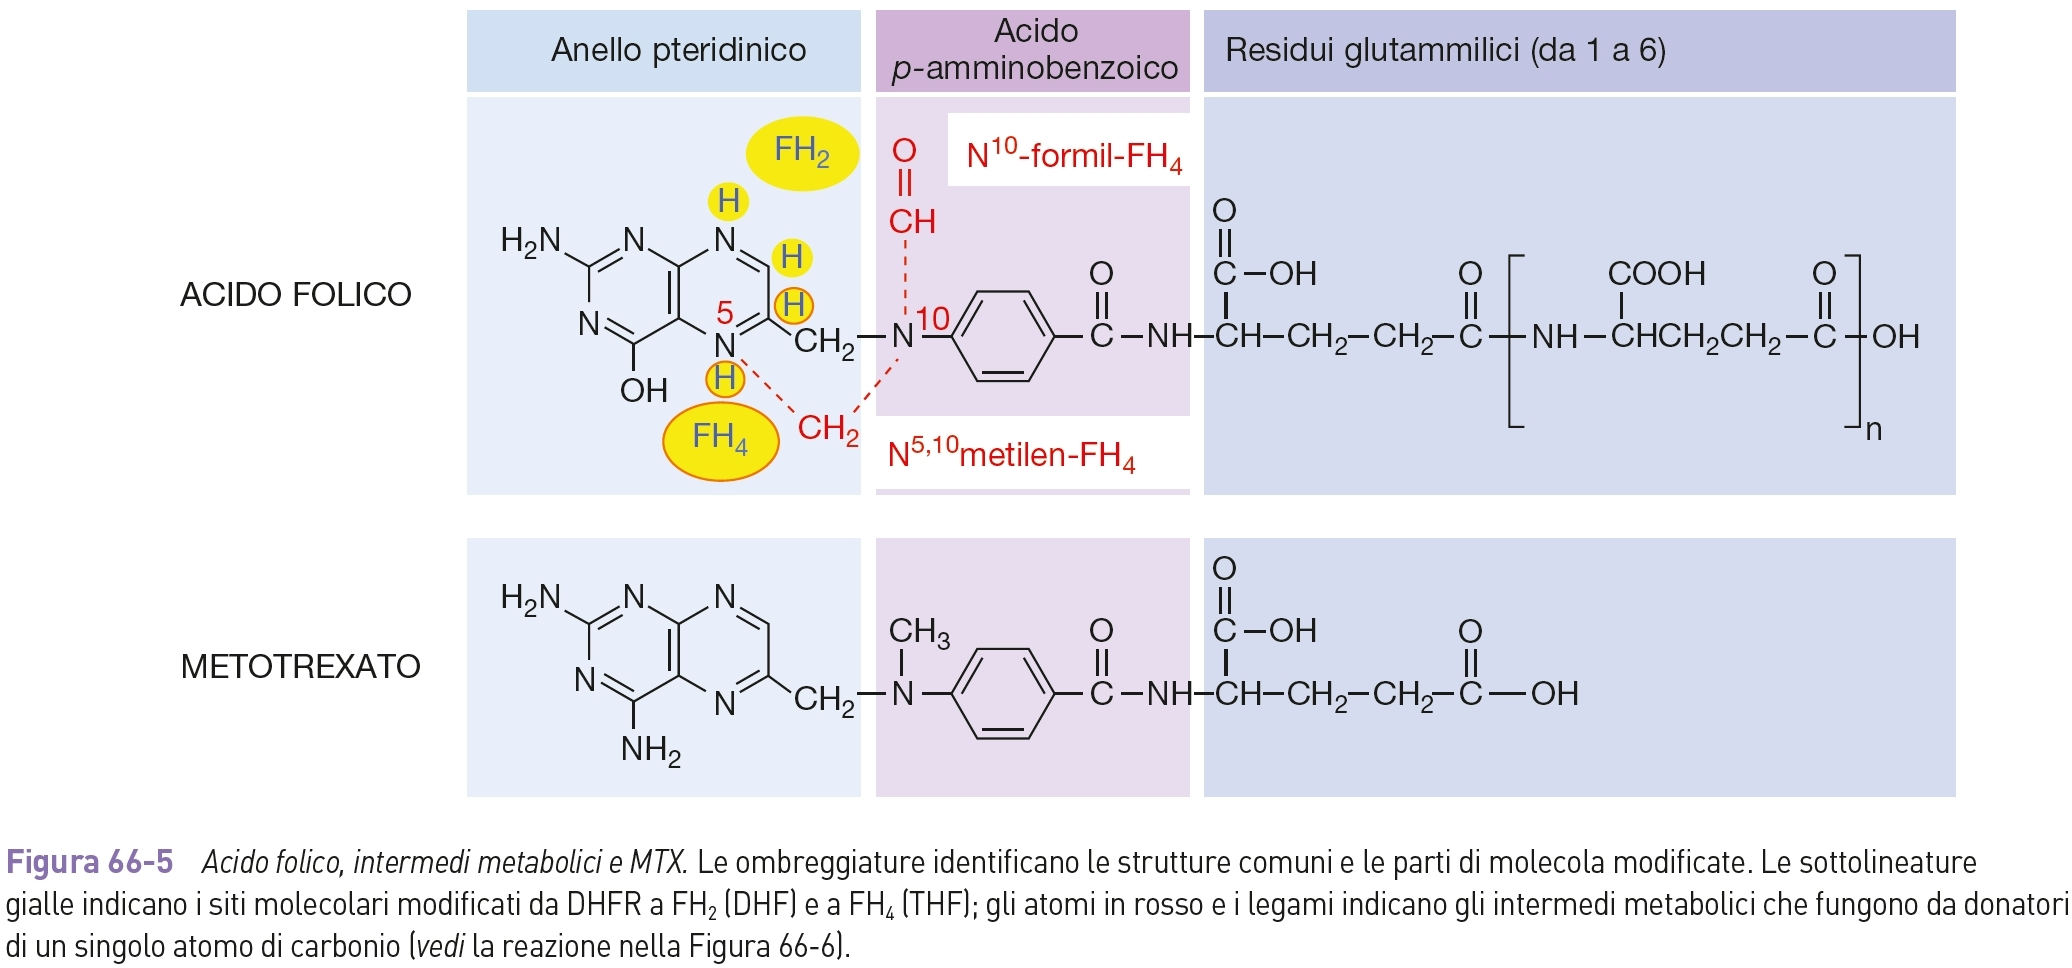 Anello pteridinico
Acido
p-amminobenzoico
Residui glutammilici (da 1 a 6)
ACIDO FOLICO
FH2
H
H2N
N
N
H
H
N
5
N
H
OH
FH4
CH2
O
CH
N10-formil-FH4
N
10
CH2
N5,10metilen-FH4
O
C
NH
O
C
OH
CH
CH2
CH2
O
C
NH
COOH
CHCH2CH2
O
C
OH
n
METOTREXATO
H2N
N
N
N
N
NH2
CH2
CH3
N
O
C
NH
O
C
OH
CH
CH2
CH2
O
C
OH
Figura 66-5 Acido folico, intermedi metabolici e MTX. Le ombreggiature identificano le strutture comuni e le parti di molecola modificate. Le sottolineature
gialle indicano i siti molecolari modificati da DHFR a FH2 (DHF) e a FH4 (THF); gli atomi in rosso e i legami indicano gli intermedi metabolici che fungono da donatori
di un singolo atomo di carbonio (vedi la reazione nella Figura 66-6).